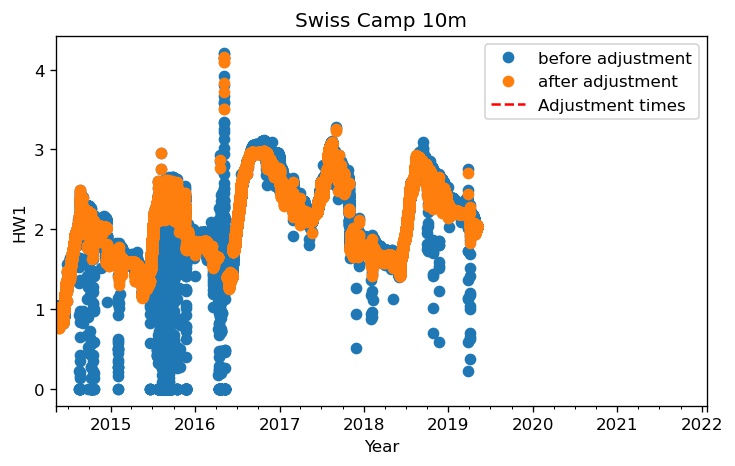 Swiss Camp 10m
before adjustment
after adjustment
Adjustment times
HW1
4
3
2
1
0
2015 2016 2017 2018 2019 2020 2021 2022
Year